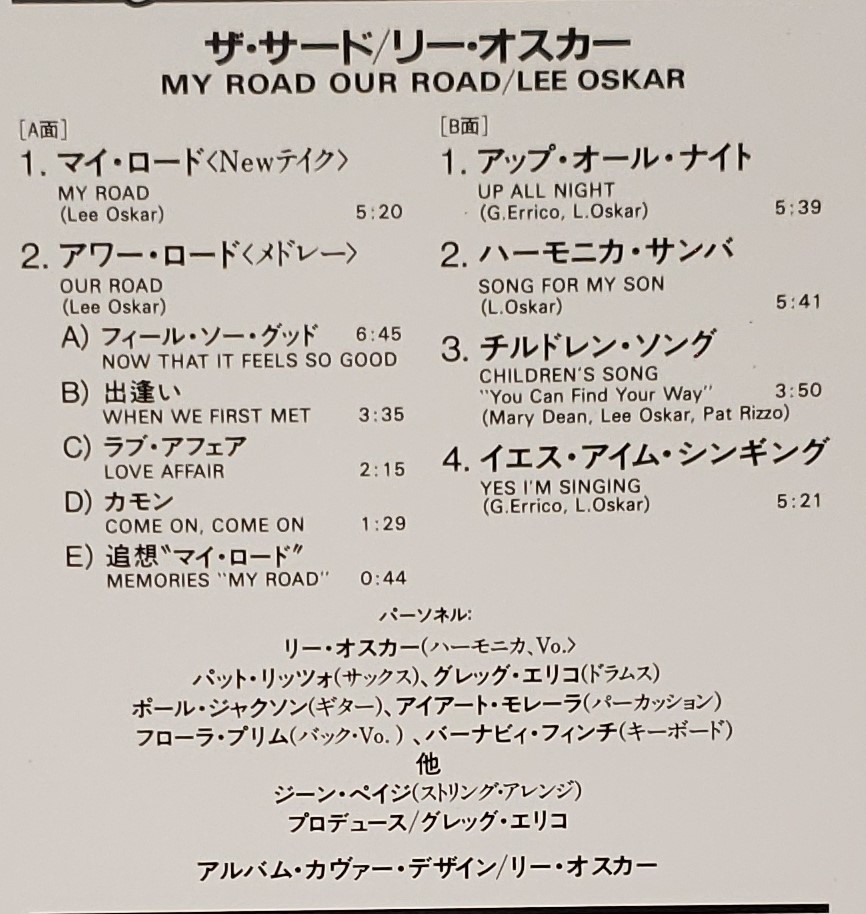 ザ・サード/リー・オスカー
MY ROAD OUR ROAD/LEE OSKAR
[A面]
1. マイ・ロード〈Newテイク〉
MY ROAD
(Lee Oskar) 5:20
2. アワー・ロード〈メドレー〉
OUR ROAD
(Lee Oskar)
A) フィール・ソー・グッド 6:45
NOW THAT IT FEELS SO GOOD
B) 出逢い
WHEN WE FIRST MET 3:35
C) ラブ・アフェア
LOVE AFFAIR 2:15
D) カモン
COME ON, COME ON 1:29
E) 追想〝マイ・ロード〟
MEMORIES "MY ROAD" 0:44
[B面]
1. アップ・オール・ナイト
UP ALL NIGHT
(G.Errico, L.Oskar) 5:39
2. ハーモニカ・サンバ
SONG FOR MY SON
(L.Oskar) 5:41
3. チルドレン・ソング
CHILDREN'S SONG
"You Can Find Your Way" 3:50
(Mary Dean, Lee Oskar, Pat Rizzo)
4. イエス・アイム・シンギング
YES I'M SINGING
(G.Errico, L.Oskar) 5:21
パーソネル:
リー・オスカー(ハーモニカ、Vo.〉
パット・リッツォ(サックス)、グレッグ・エリコ(ドラムス)
ポール・ジャクソン(ギター)、アイアート・モレーラ(パーカッション)
フローラ・プリム(バック・Vo.)、バーナビィ・フィンチ(キーボード)
他
ジーン・ペイジ(ストリング・アレンジ)
プロデュース/グレッグ・エリコ
アルバム・カヴァー・デザイン/リー・オスカー